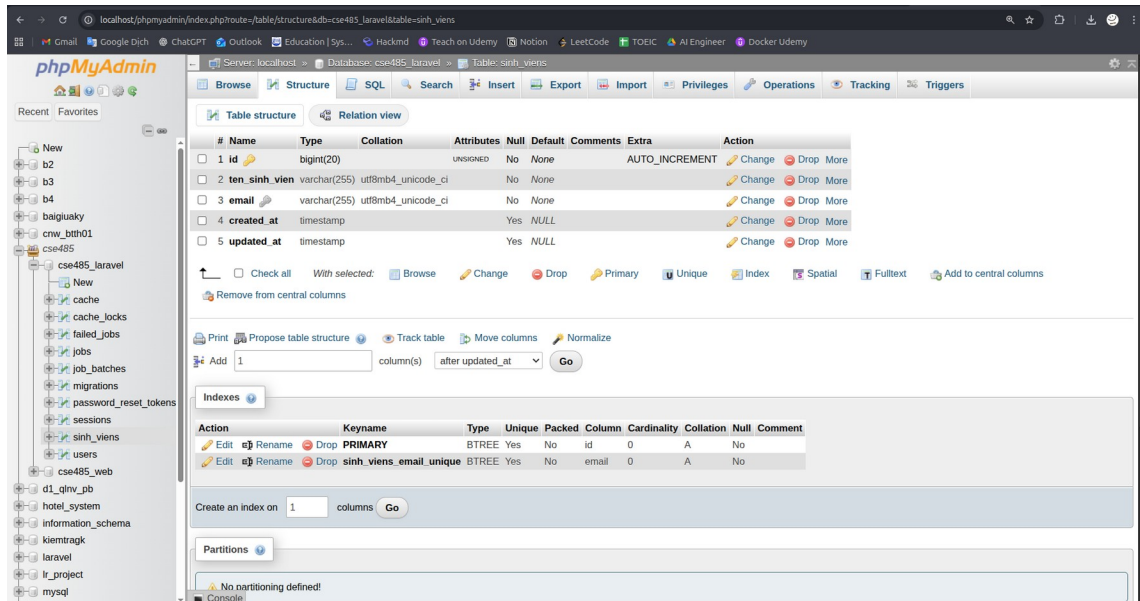 localhost/phpmyadmin/index.php?route=/table/structure&db=cse485_laravel&table=sinh_viens
Gmail Google Dịch ChatGPT Outlook Education | Sys... Hackmd Teach on Udemy Notion LeetCode TOEIC AI Engineer Docker Udemy
phpMyAdmin
Recent Favorites
New
b2
b3
b4
baigiuaky
cnw_btth01
cse485
cse485_laravel
New
cache
cache_locks
failed_jobs
jobs
job_batches
migrations
password_reset_tokens
sessions
sinh_viens
users
cse485_web
d1_qlnv_pb
hotel_system
information_schema
kiemtragk
laravel
lr_project
mysql
Server: localhost » Database: cse485_laravel » Table: sinh_viens
Browse Structure SQL Search Insert Export Import Privileges Operations Tracking Triggers
Table structure Relation view
# Name Type Collation Attributes Null Default Comments Extra Action
1 id bigint(20) UNSIGNED No None AUTO_INCREMENT Change Drop More
2 ten_sinh_vien varchar(255) utf8mb4_unicode_ci No None Change Drop More
3 email varchar(255) utf8mb4_unicode_ci No None Change Drop More
4 created_at timestamp Yes NULL Change Drop More
5 updated_at timestamp Yes NULL Change Drop More
Check all With selected: Browse Change Drop Primary Unique Index Spatial Fulltext Add to central columns
Remove from central columns
Print Propose table structure Track table Move columns Normalize
Add 1 column(s) after updated_at Go
Indexes
Action Keyname Type Unique Packed Column Cardinality Collation Null Comment
Edit Rename Drop PRIMARY BTREE Yes No id 0 A No
Edit Rename Drop sinh_viens_email_unique BTREE Yes No email 0 A No
Create an index on 1 columns Go
Partitions
No partitioning defined!
Console